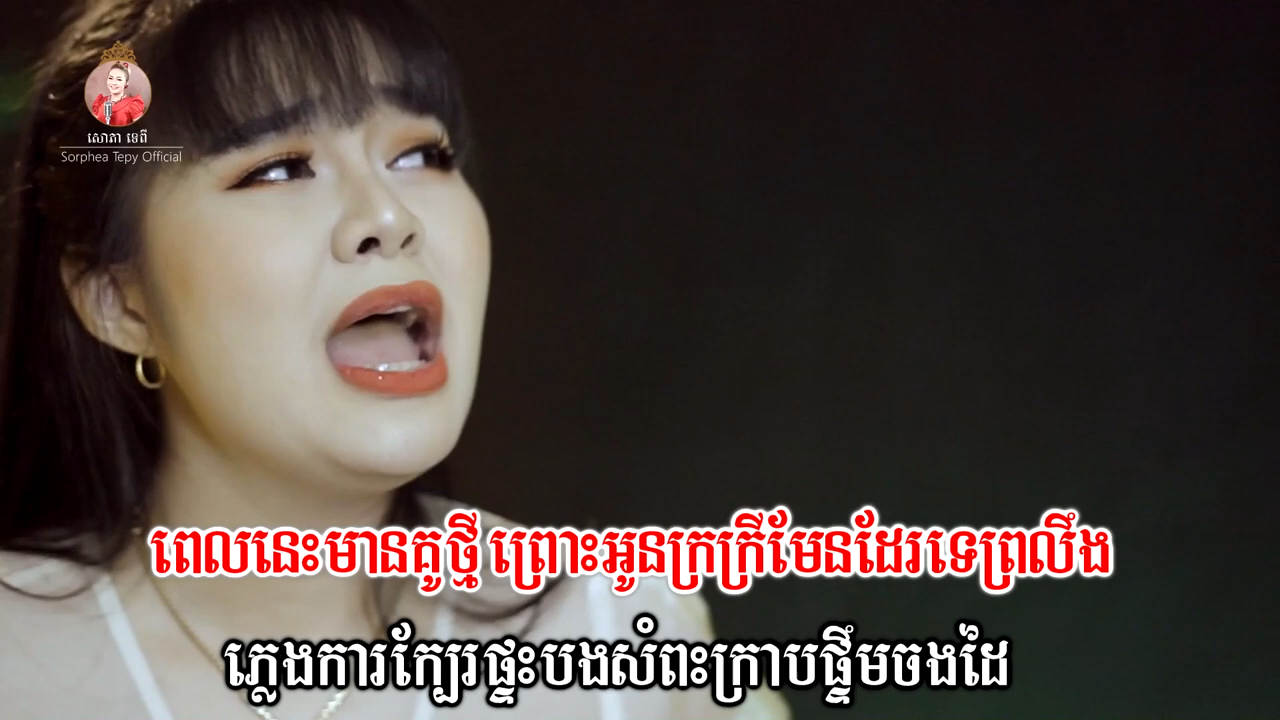 សោភា ទេពី
Sorphea Tepy Official
ពេលនេះមានគូថ្មី ព្រោះអូនក្រក្រីមែនដែរទេព្រលឹង
ភ្លេងការក្បែរផ្ទះបងសំពះក្រាបផ្ទឹមចងដៃ